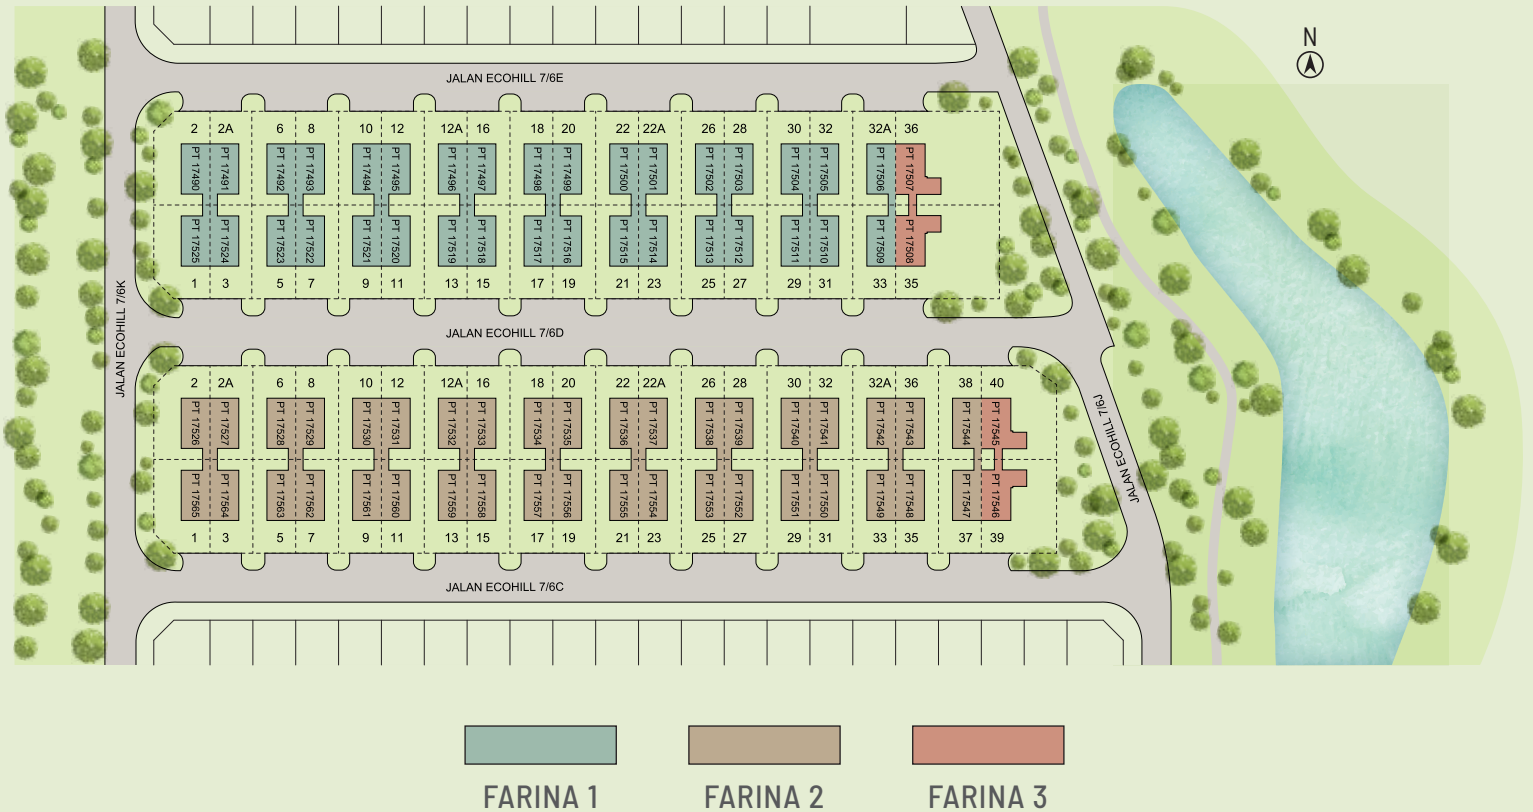 N
JALAN ECOHILL 7/6E
2 2A 6 8 10 12 12A 16 18 20 22 22A 26 28 30 32 32A 36
PT 17490 PT 17491 PT 17492 PT 17493 PT 17494 PT 17495 PT 17496 PT 17497 PT 17498 PT 17499 PT 17500 PT 17501 PT 17502 PT 17503 PT 17504 PT 17505 PT 17506 PT 17507
PT 17525 PT 17524 PT 17523 PT 17522 PT 17521 PT 17520 PT 17519 PT 17518 PT 17517 PT 17516 PT 17515 PT 17514 PT 17513 PT 17512 PT 17511 PT 17510 PT 17509 PT 17508
1 3 5 7 9 11 13 15 17 19 21 23 25 27 29 31 33 35
JALAN ECOHILL 7/6K
JALAN ECOHILL 7/6D
2 2A 6 8 10 12 12A 16 18 20 22 22A 26 28 30 32 32A 36 38 40
PT 17526 PT 17527 PT 17528 PT 17529 PT 17530 PT 17531 PT 17532 PT 17533 PT 17534 PT 17535 PT 17536 PT 17537 PT 17538 PT 17539 PT 17540 PT 17541 PT 17542 PT 17543 PT 17544 PT 17545
JALAN ECOHILL 7/6J
PT 17565 PT 17564 PT 17563 PT 17562 PT 17561 PT 17560 PT 17559 PT 17558 PT 17557 PT 17556 PT 17555 PT 17554 PT 17553 PT 17552 PT 17551 PT 17550 PT 17549 PT 17548 PT 17547 PT 17546
1 3 5 7 9 11 13 15 17 19 21 23 25 27 29 31 33 35 37 39
JALAN ECOHILL 7/6C
FARINA 1
FARINA 2
FARINA 3